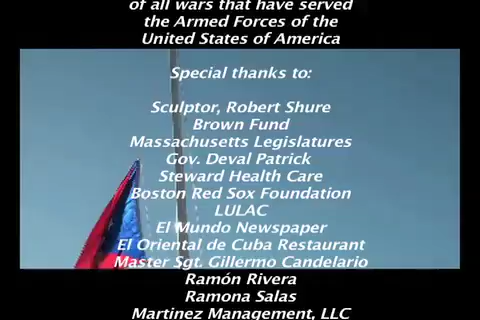 of all wars that have served
the Armed Forces of the
United States of America
Special thanks to:
Sculptor, Robert Shure
Brown Fund
Massachusetts Legislatures
Gov. Deval Patrick
Steward Health Care
Boston Red Sox Foundation
LULAC
El Mundo Newspaper
El Oriental de Cuba Restaurant
Master Sgt. Gillermo Candelario
Ramón Rivera
Ramona Salas
Martinez Management, LLC